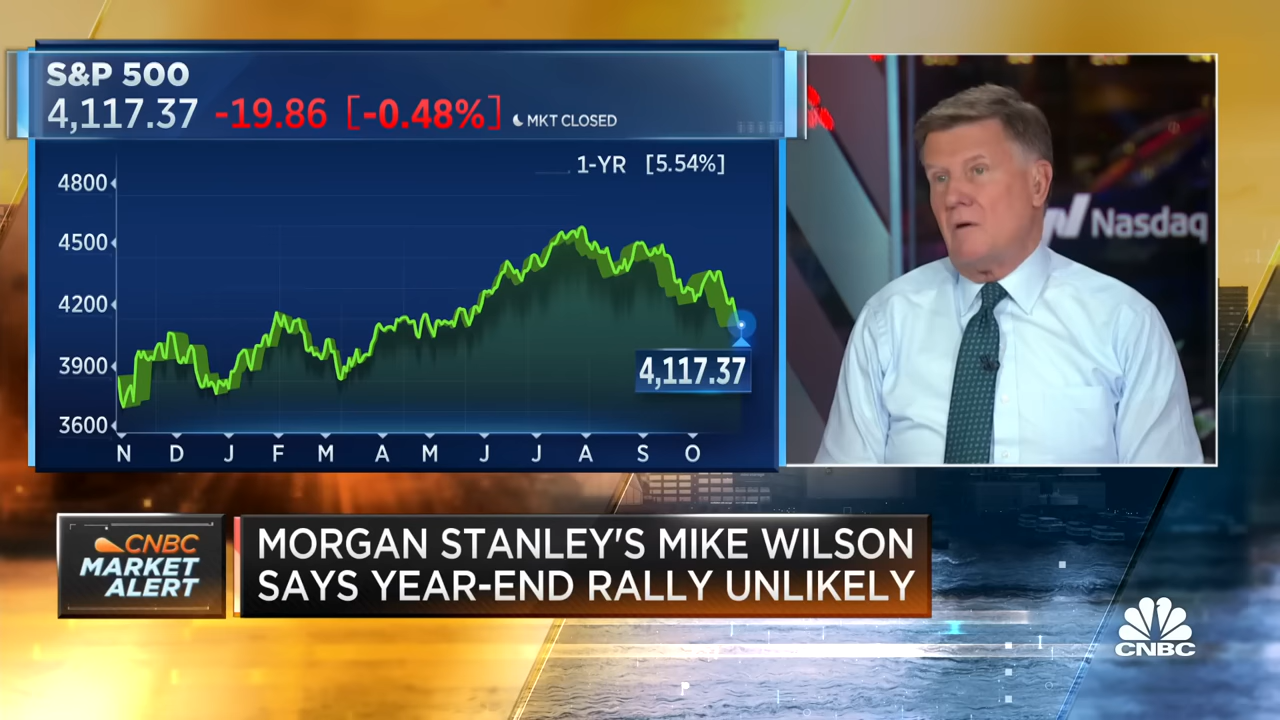 S&P 500
4,117.37 -19.86 [-0.48%] MKT CLOSED
1-YR [5.54%]
4800
4500
4200
3900
3600
4,117.37
N D J F M A M J J A S O
Nasdaq
CNBC
MARKET
ALERT
MORGAN STANLEY'S MIKE WILSON
SAYS YEAR-END RALLY UNLIKELY
P
CNBC